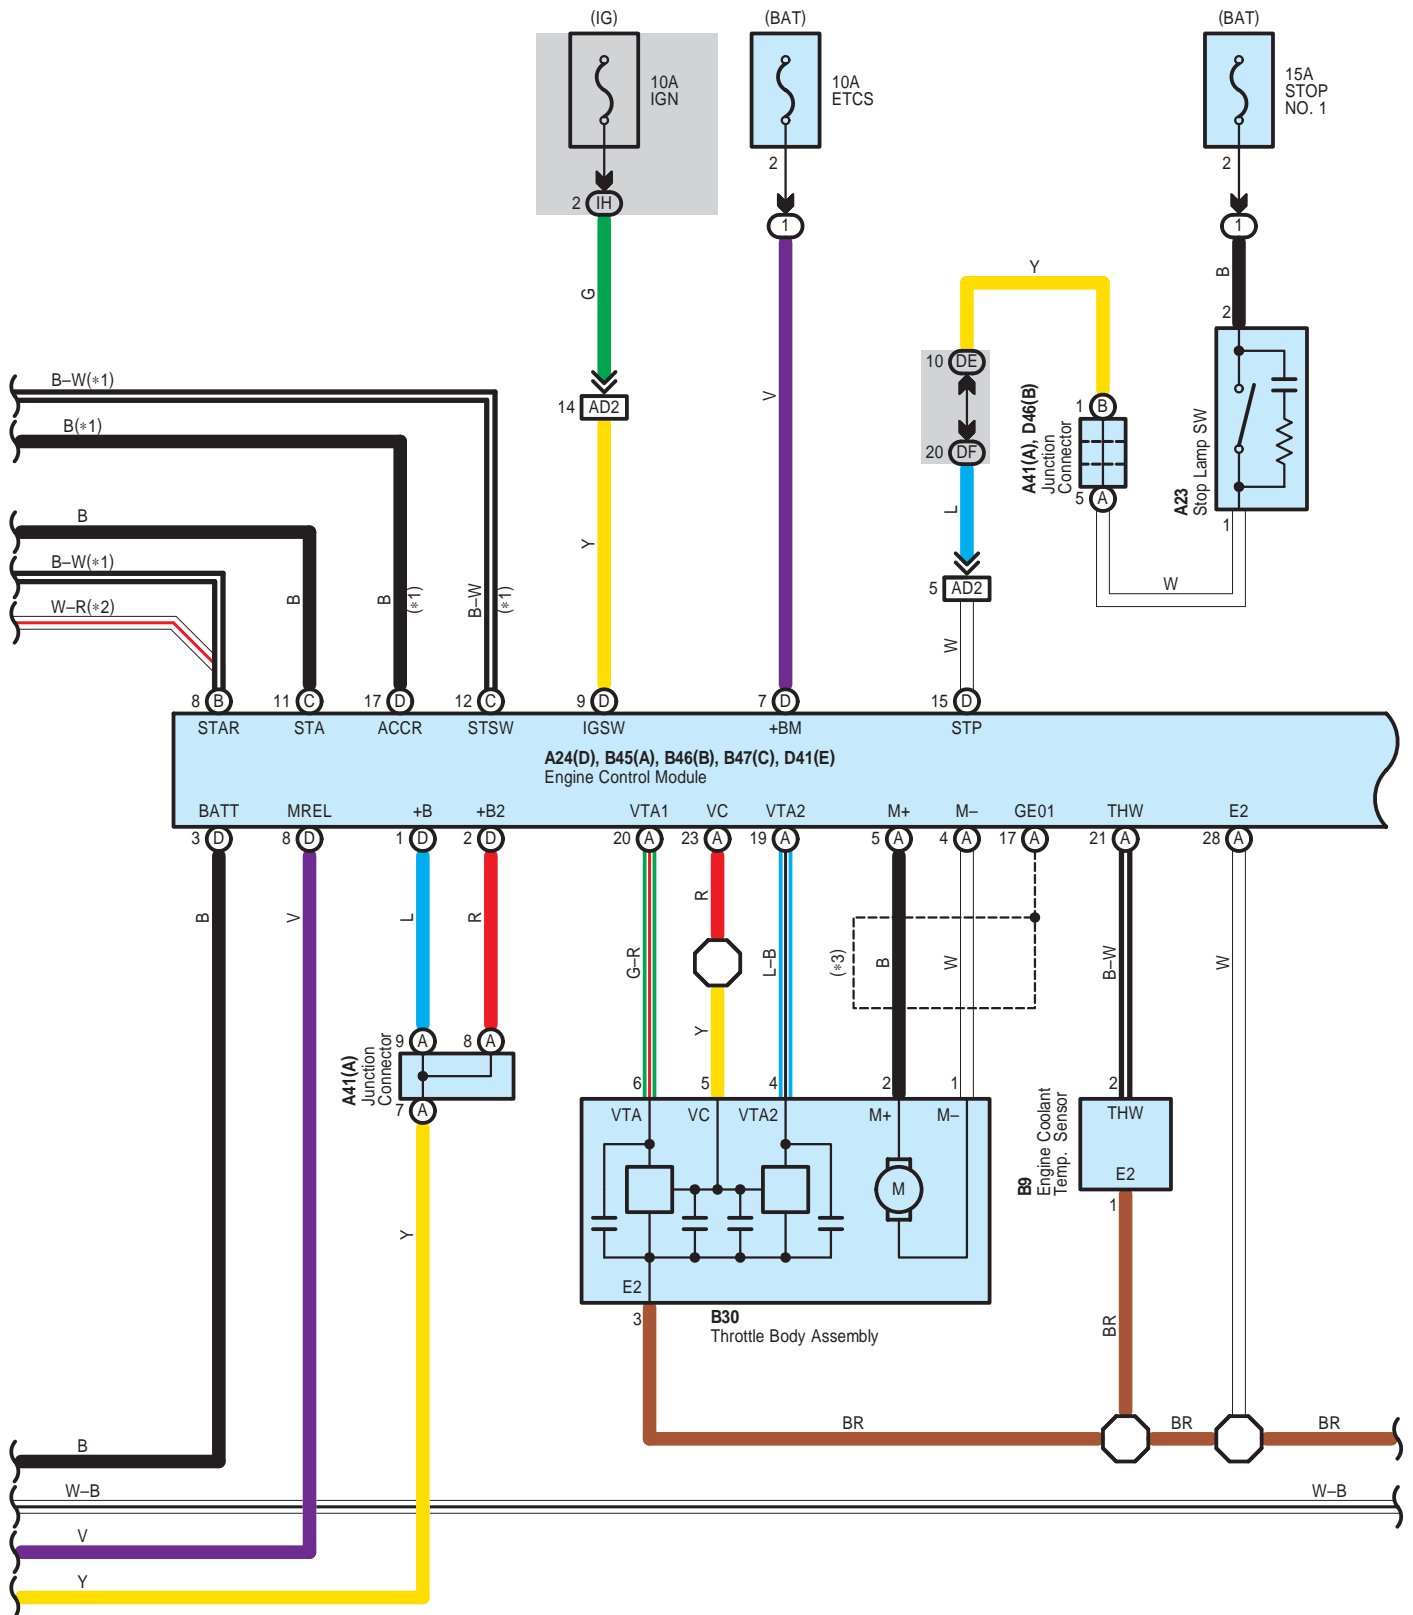 (IG)
(BAT)
(BAT)
10A
IGN
10A
ETCS
15A
STOP
NO. 1
2
2
2 IH
1
1
G
V
Y
B
2
10 DE
20 DF
1 B
5 A
A41(A), D46(B)
Junction
Connector
A23
Stop Lamp SW
1
W
14 AD2
L
5 AD2
Y
W
B–W(*1)
B(*1)
B
B–W(*1)
W–R(*2)
B
B
(*1)
B–W
(*1)
8 B
11 C
17 D
12 C
9 D
7 D
15 D
STAR
STA
ACCR
STSW
IGSW
+BM
STP
A24(D), B45(A), B46(B), B47(C), D41(E)
Engine Control Module
BATT
MREL
+B
+B2
VTA1
VC
VTA2
M+
M–
GE01
THW
E2
3 D
8 D
1 D
2 D
20 A
23 A
19 A
5 A
4 A
17 A
21 A
28 A
B
V
L
R
G–R
R
Y
L–B
(*3)
B
W
B–W
W
9 A
8 A
7 A
A41(A)
Junction
Connector
Y
6
5
4
2
1
2
VTA
VC
VTA2
M+
M–
M
E2
3
B30
Throttle Body Assembly
THW
E2
1
B9
Engine Coolant
Temp. Sensor
BR
BR
BR
BR
B
W–B
W–B
V
Y